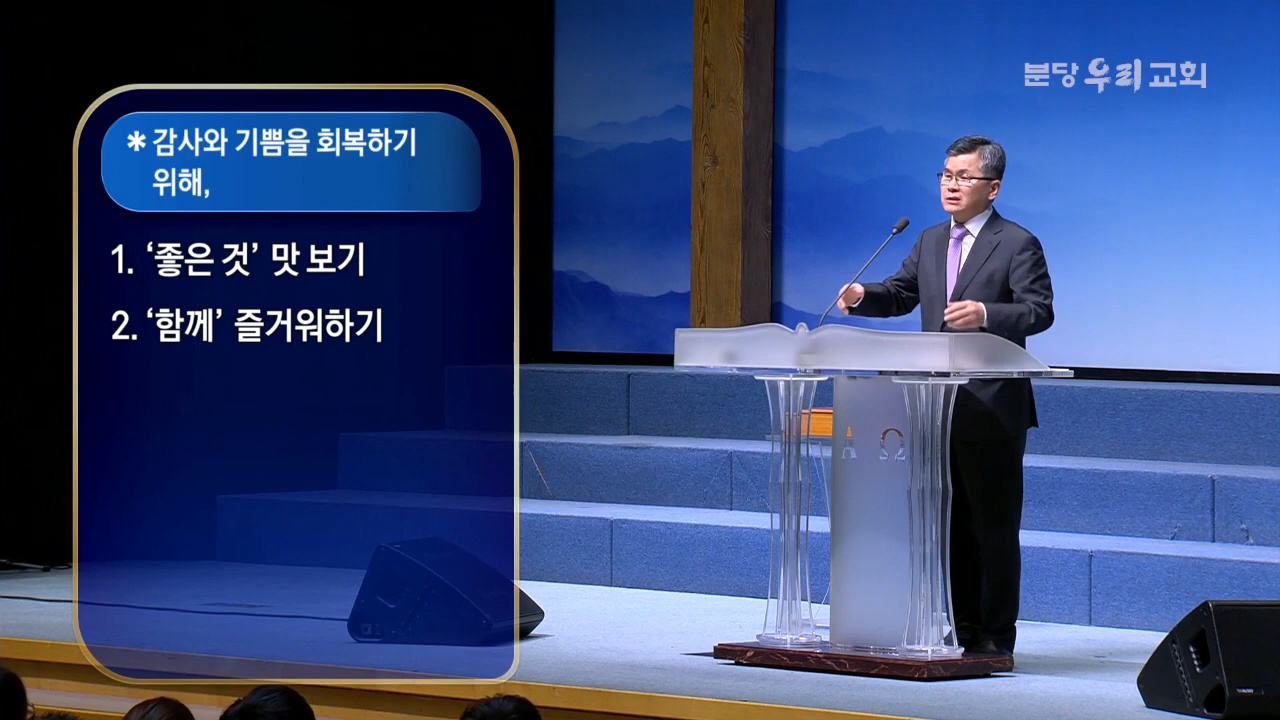 분당우리교회
* 감사와 기쁨을 회복하기
위해,
1. ‘좋은 것’ 맛 보기
2. ‘함께’ 즐거워하기
Α Ω